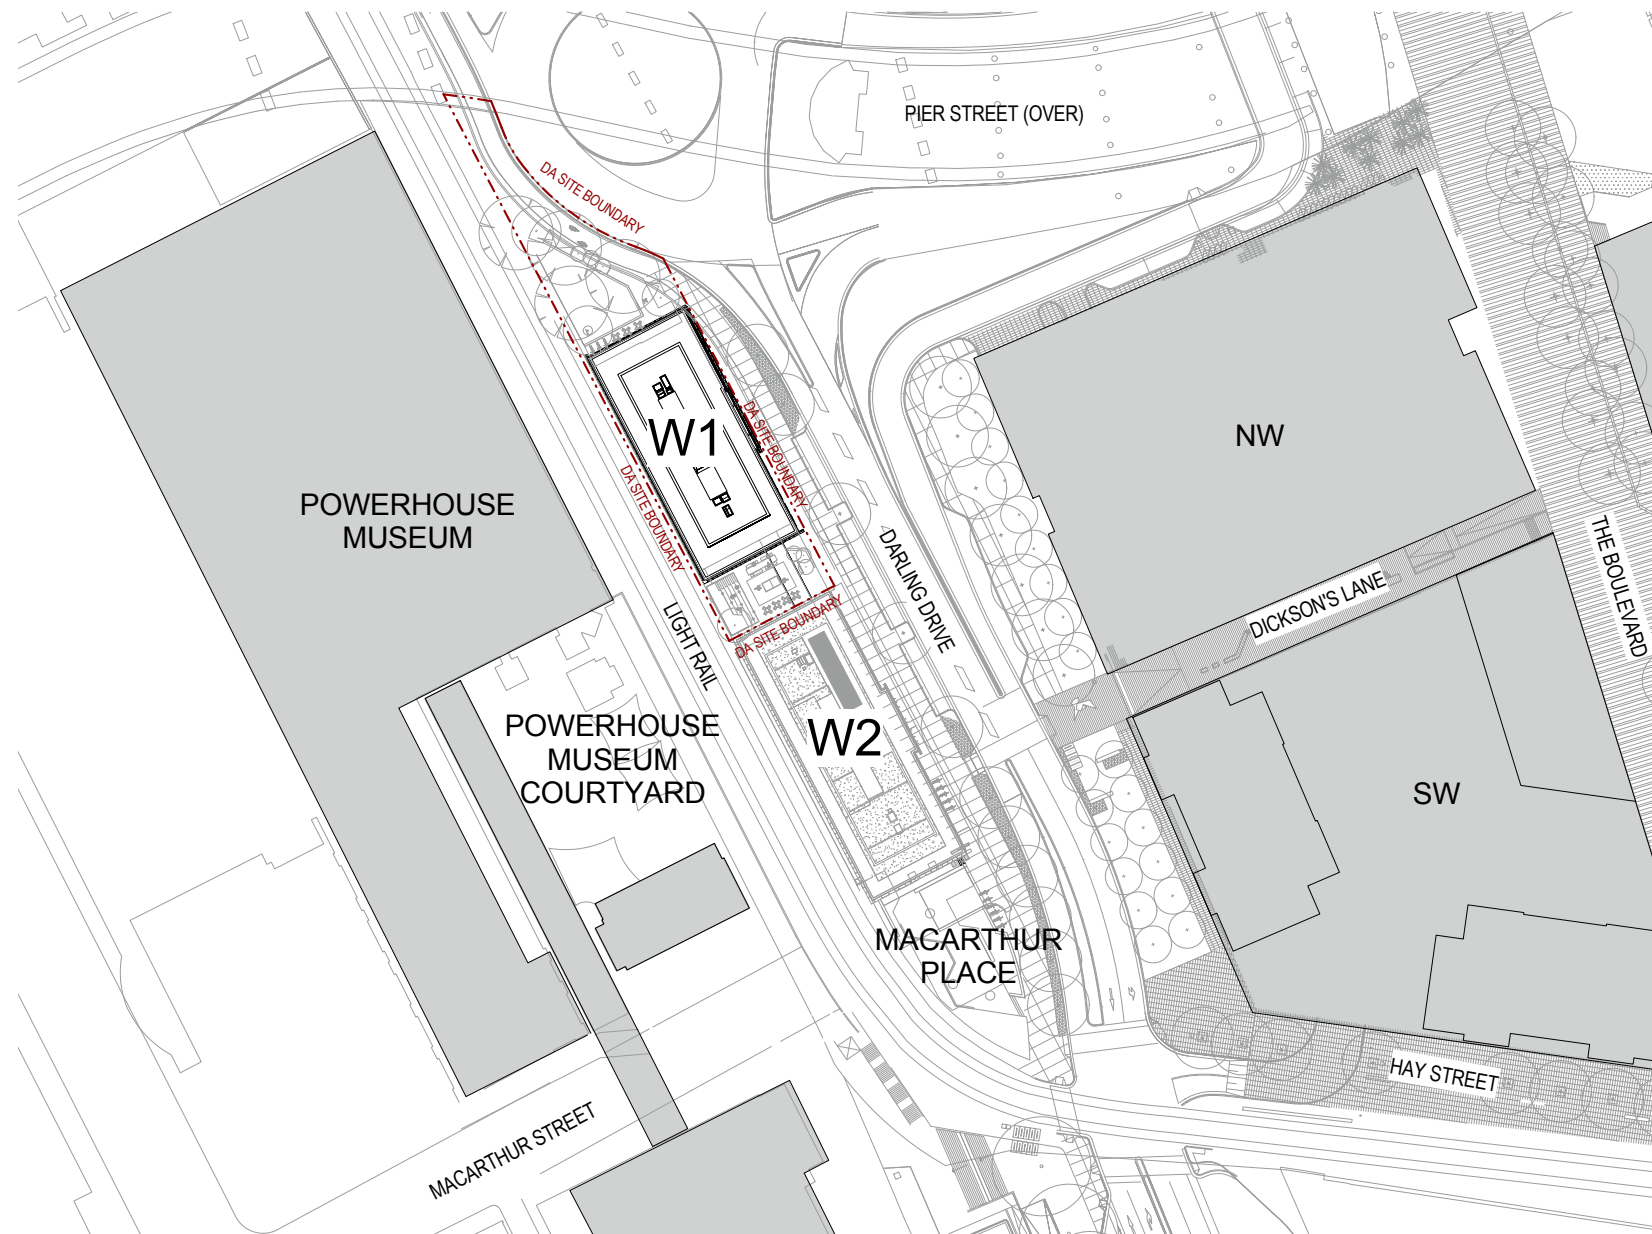 PIER STREET (OVER)
DA SITE BOUNDARY
W1
DA SITE BOUNDARY
DA SITE BOUNDARY
NW
POWERHOUSE
MUSEUM
DARLING DRIVE
THE BOULEVARD
DICKSON'S LANE
LIGHT RAIL
DA SITE BOUNDARY
POWERHOUSE
MUSEUM
COURTYARD
W2
SW
MACARTHUR
PLACE
HAY STREET
MACARTHUR STREET